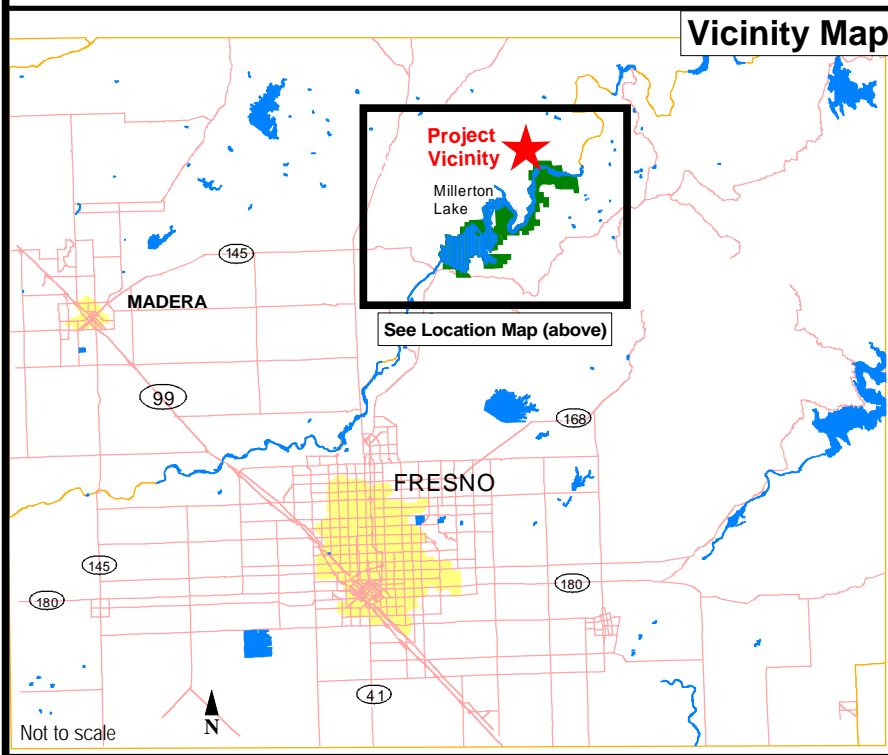 Vicinity Map
Project
Vicinity
Millerton
Lake
145
MADERA
See Location Map (above)
99
168
FRESNO
145
180
180
41
N
Not to scale